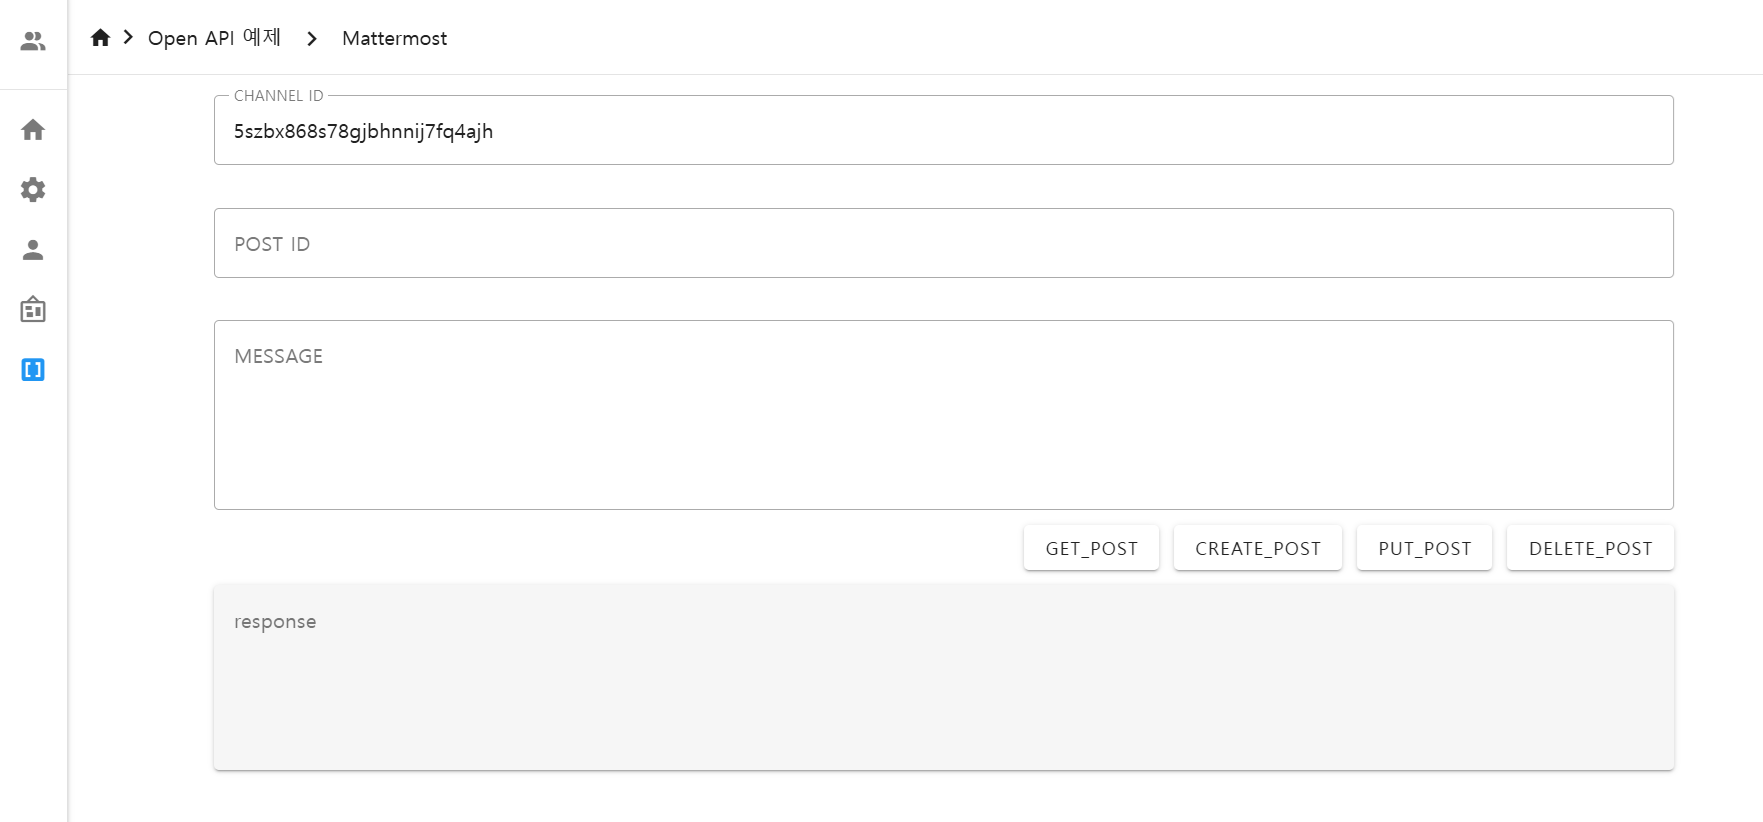 Open API 예제 > Mattermost
CHANNEL ID
5szbx868s78gjbhnnij7fq4ajh
POST ID
MESSAGE
GET_POST CREATE_POST PUT_POST DELETE_POST
response